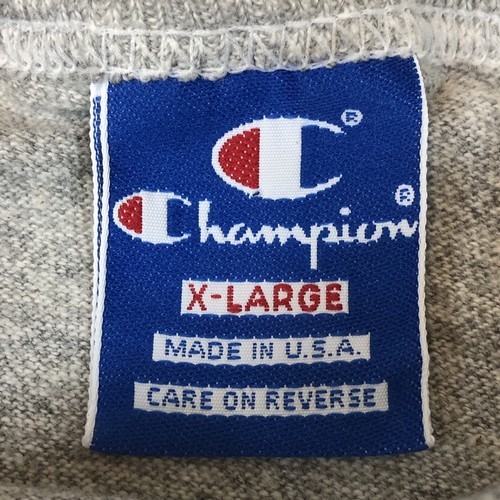 ®
Champion®
X-LARGE
MADE IN U.S.A.
CARE ON REVERSE